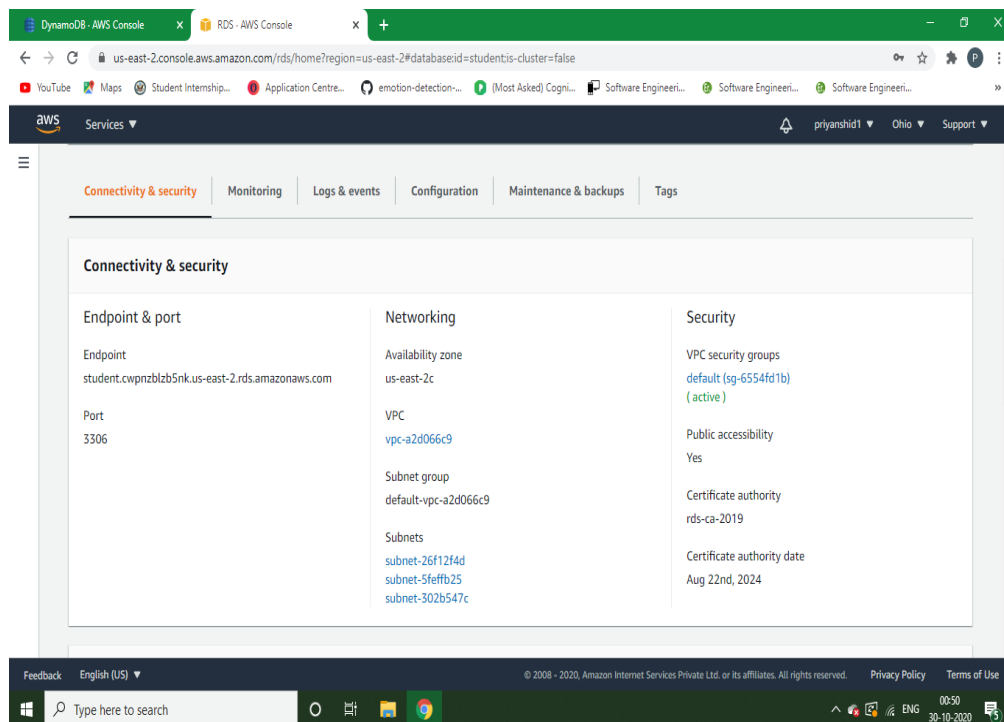 DynamoDB - AWS Console
RDS - AWS Console
us-east-2.console.aws.amazon.com/rds/home?region=us-east-2#database:id=student;is-cluster=false
P
YouTube
Maps
Student Internship...
Application Centre...
emotion-detection-...
(Most Asked) Cogni...
Software Engineeri...
Software Engineeri...
Software Engineeri...
aws
Services
priyanshid1
Ohio
Support
Connectivity & security
Monitoring
Logs & events
Configuration
Maintenance & backups
Tags
Connectivity & security
Endpoint & port
Endpoint
student.cwpnzblzb5nk.us-east-2.rds.amazonaws.com
Port
3306
Networking
Availability zone
us-east-2c
VPC
vpc-a2d066c9
Subnet group
default-vpc-a2d066c9
Subnets
subnet-26f12f4d
subnet-5feffb25
subnet-302b547c
Security
VPC security groups
default (sg-6554fd1b)
( active )
Public accessibility
Yes
Certificate authority
rds-ca-2019
Certificate authority date
Aug 22nd, 2024
Feedback
English (US)
© 2008 - 2020, Amazon Internet Services Private Ltd. or its affiliates. All rights reserved.
Privacy Policy
Terms of Use
Type here to search
ENG
00:50
30-10-2020
5